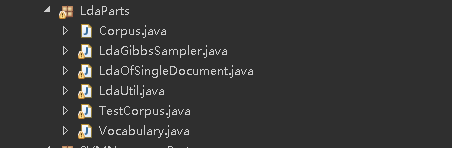 LdaParts
Corpus.java
LdaGibbsSampler.java
LdaOfSingleDocument.java
LdaUtil.java
TestCorpus.java
Vocabulary.java